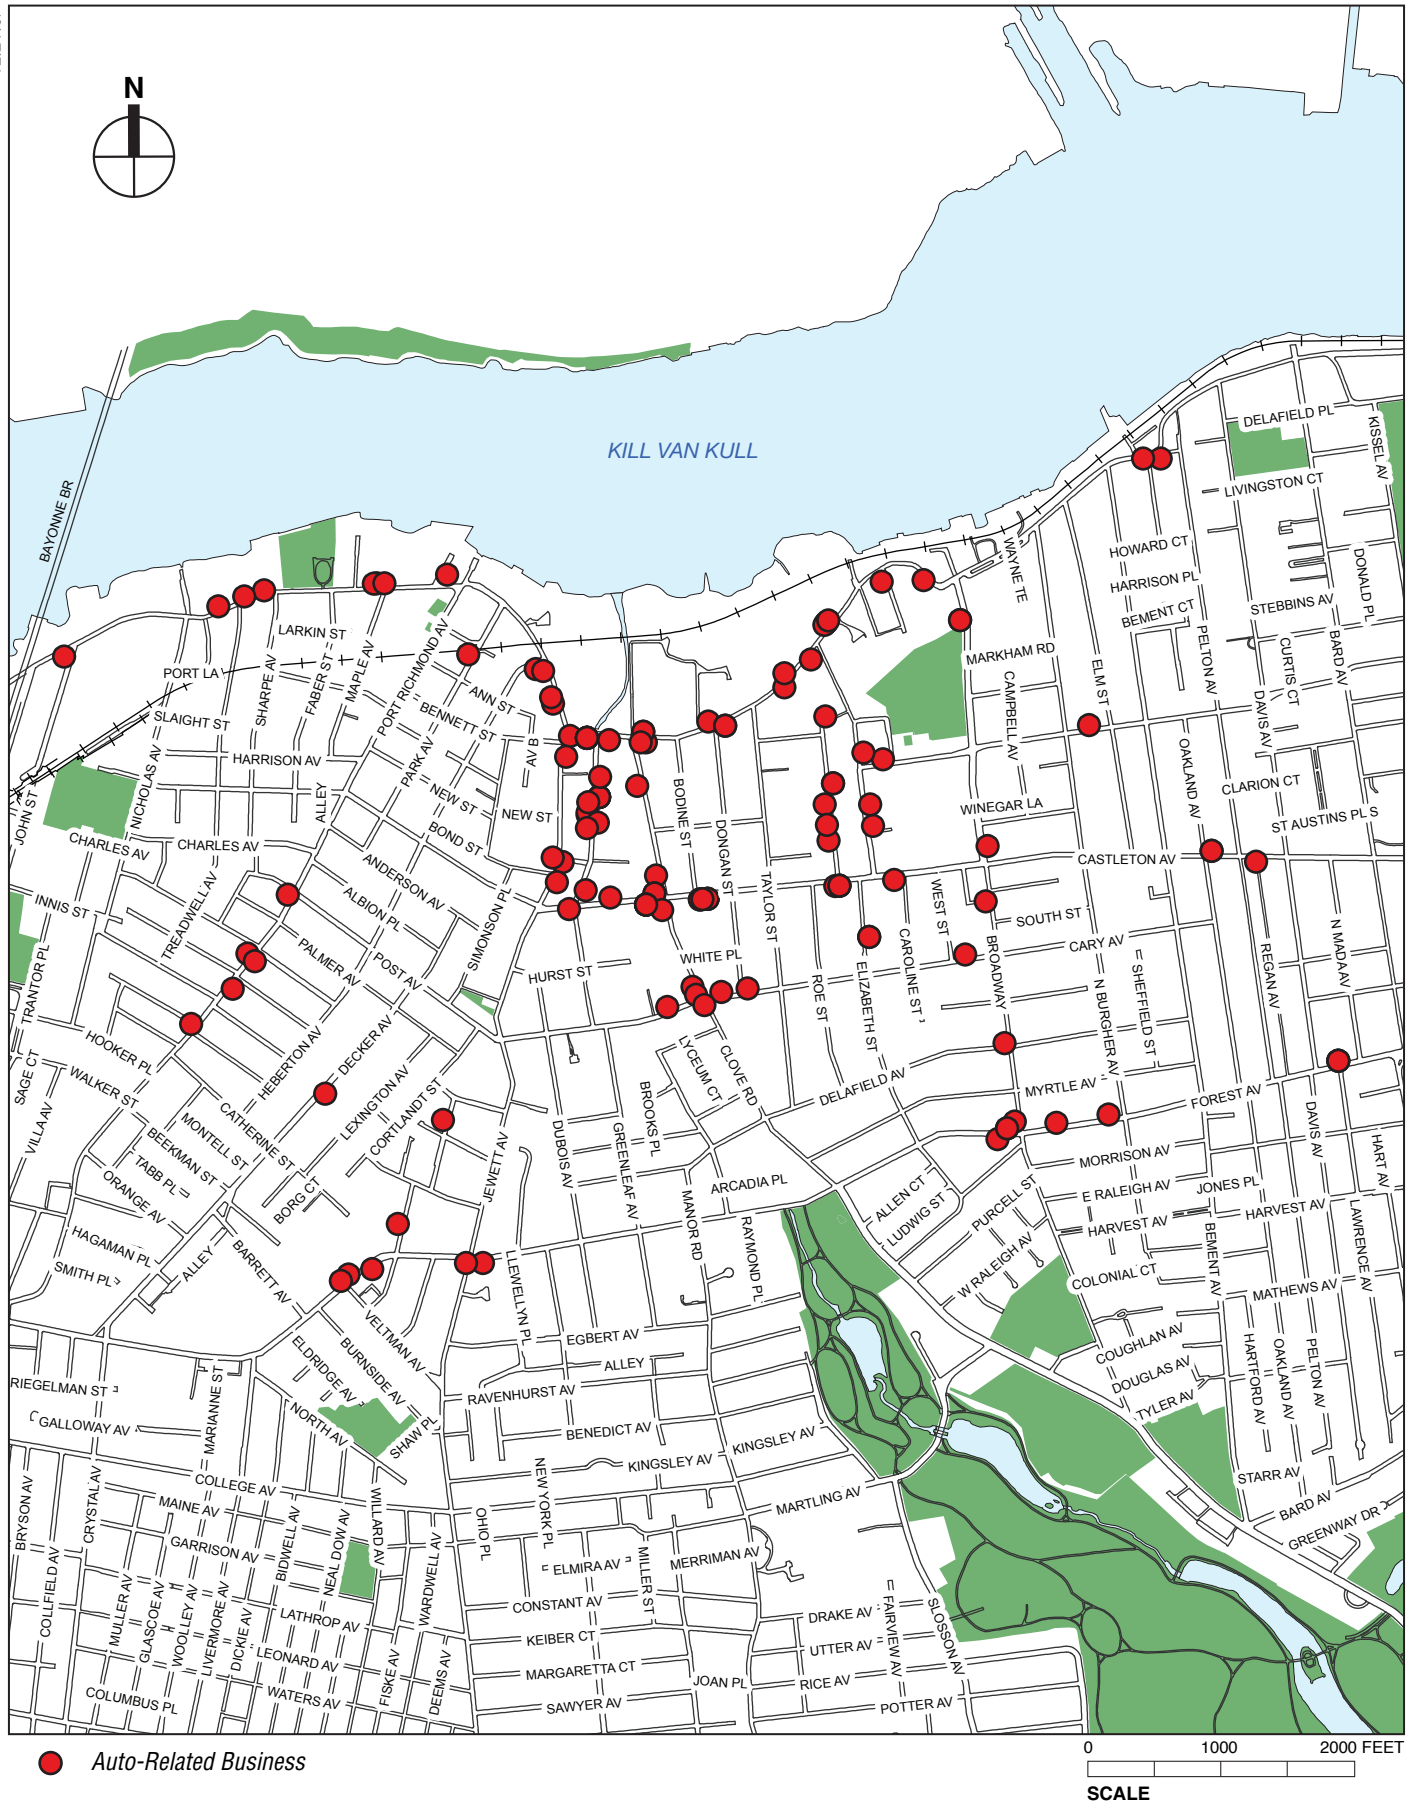 N
KILL VAN KULL
BAYONNE BR
DELAFIELD PL
KISSEL AV
LIVINGSTON CT
HOWARD CT
WAYNE TE
HARRISON PL
DONALD PL
BEMENT CT
STEBBINS AV
LARKIN ST
PORT RICHMOND AV
PELTON AV
CURTIS CT
BARD AV
MARKHAM RD
PORT LA
SHARPE AV
FABER ST
MAPLE AV
ELM ST
CAMPBELL AV
ANN ST
DAVIS AV
SLAIGHT ST
BENNETT ST
PARK AV
AV B
HARRISON AV
OAKLAND AV
NICHOLAS AV
CLARION CT
ALLEY
NEW ST
NEW ST
BODINE ST
WINEGAR LA
JOHN ST
ST AUSTINS PL S
CHARLES AV
CHARLES AV
BOND ST
DONGAN ST
CASTLETON AV
ANDERSON AV
TREADWELL AV
ALBION PL
SIMONSON PL
TAYLOR ST
WEST ST
INNIS ST
SOUTH ST
CARY AV
N MADA AV
PALMER AV
POST AV
WHITE PL
CAROLINE ST
BROADWAY
REGAN AV
TRANTOR PL
HURST ST
ROE ST
ELIZABETH ST
N BURGHER AV
SHEFFIELD ST
HOOKER PL
HEBERTON AV
DECKER AV
LYCEUM CT
CLOVE RD
SAGE CT
WALKER ST
LEXINGTON AV
CORTLANDT ST
BROOKS PL
DELAFIELD AV
MYRTLE AV
FOREST AV
VILLA AV
CATHERINE ST
MONTELL ST
BEEKMAN ST
TABB PL
ORANGE AV
DUBOIS AV
GREENLEAF AV
JEWETT AV
DAVIS AV
HART AV
MORRISON AV
ARCADIA PL
ALLEN CT
LUDWIG ST
PURCELL ST
E RALEIGH AV
JONES PL
BORG CT
MANOR RD
RAYMOND PL
HARVEST AV
HARVEST AV
LAWRENCE AV
HAGAMAN PL
SMITH PL
ALLEY
BARRETT AV
LLEWELLYN PL
W RALEIGH AV
COLONIAL CT
BEMENT AV
MATHEWS AV
VELTMAN AV
EGBERT AV
COUGHLAN AV
ELDRIDGE AV
BURNSIDE AV
ALLEY
DOUGLAS AV
HARTFORD AV
OAKLAND AV
PELTON AV
RIEGELMAN ST
MARIANNE ST
RAVENHURST AV
TYLER AV
GALLOWAY AV
NORTH AV
SHAW PL
BENEDICT AV
KINGSLEY AV
KINGSLEY AV
STARR AV
BRYSON AV
CRYSTAL AV
COLLEGE AV
MAINE AV
WILLARD AV
NEW YORK PL
MARTLING AV
BARD AV
GREENWAY DR
OHIO PL
GARRISON AV
BIDWELL AV
NEAL DOW AV
WARDWELL AV
ELMIRA AV
MILLER ST
MERRIMAN AV
COLLFIELD AV
MULLER AV
GLASCOE AV
WOOLLEY AV
LIVERMORE AV
DICKIE AV
LATHROP AV
CONSTANT AV
DRAKE AV
FAIRVIEW AV
SLOSSON AV
KEIBER CT
UTTER AV
LEONARD AV
FISKE AV
DEEMS AV
MARGARETTA CT
JOAN PL
RICE AV
COLUMBUS PL
WATERS AV
SAWYER AV
POTTER AV
Auto-Related Business
0 1000 2000 FEET
SCALE